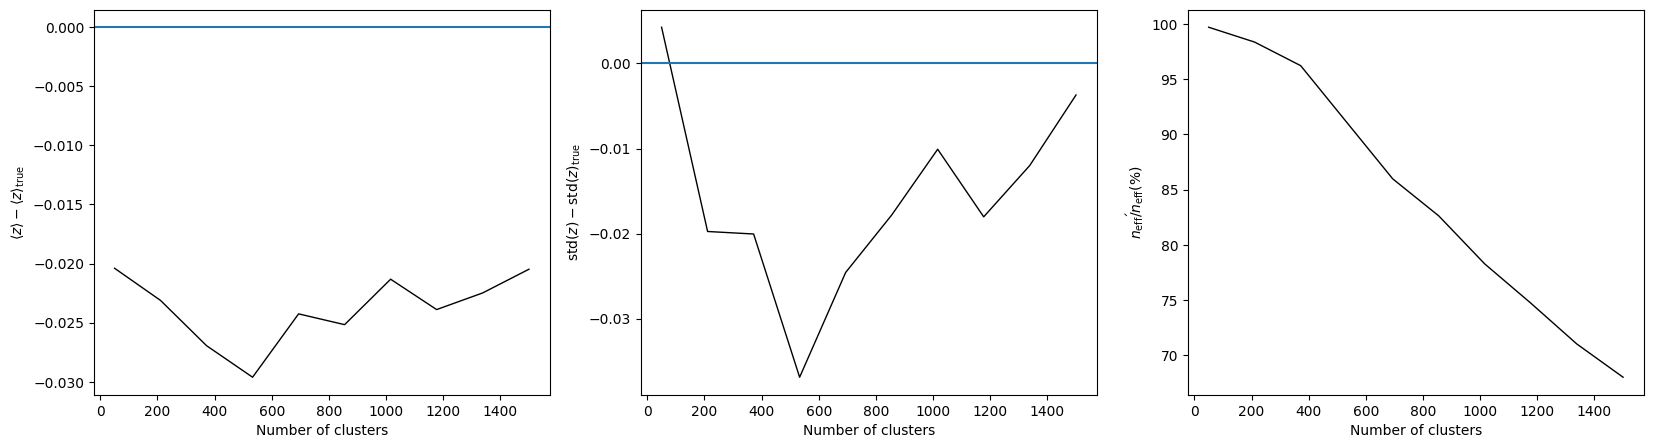 0.000
−0.005
−0.010
−0.015
−0.020
−0.025
−0.030
⟨z⟩ − ⟨z⟩true
0 200 400 600 800 1000 1200 1400
Number of clusters
0.00
−0.01
−0.02
−0.03
std(z) − std(z)true
0 200 400 600 800 1000 1200 1400
Number of clusters
100
95
90
85
80
75
70
n′eff/neff(%)
0 200 400 600 800 1000 1200 1400
Number of clusters